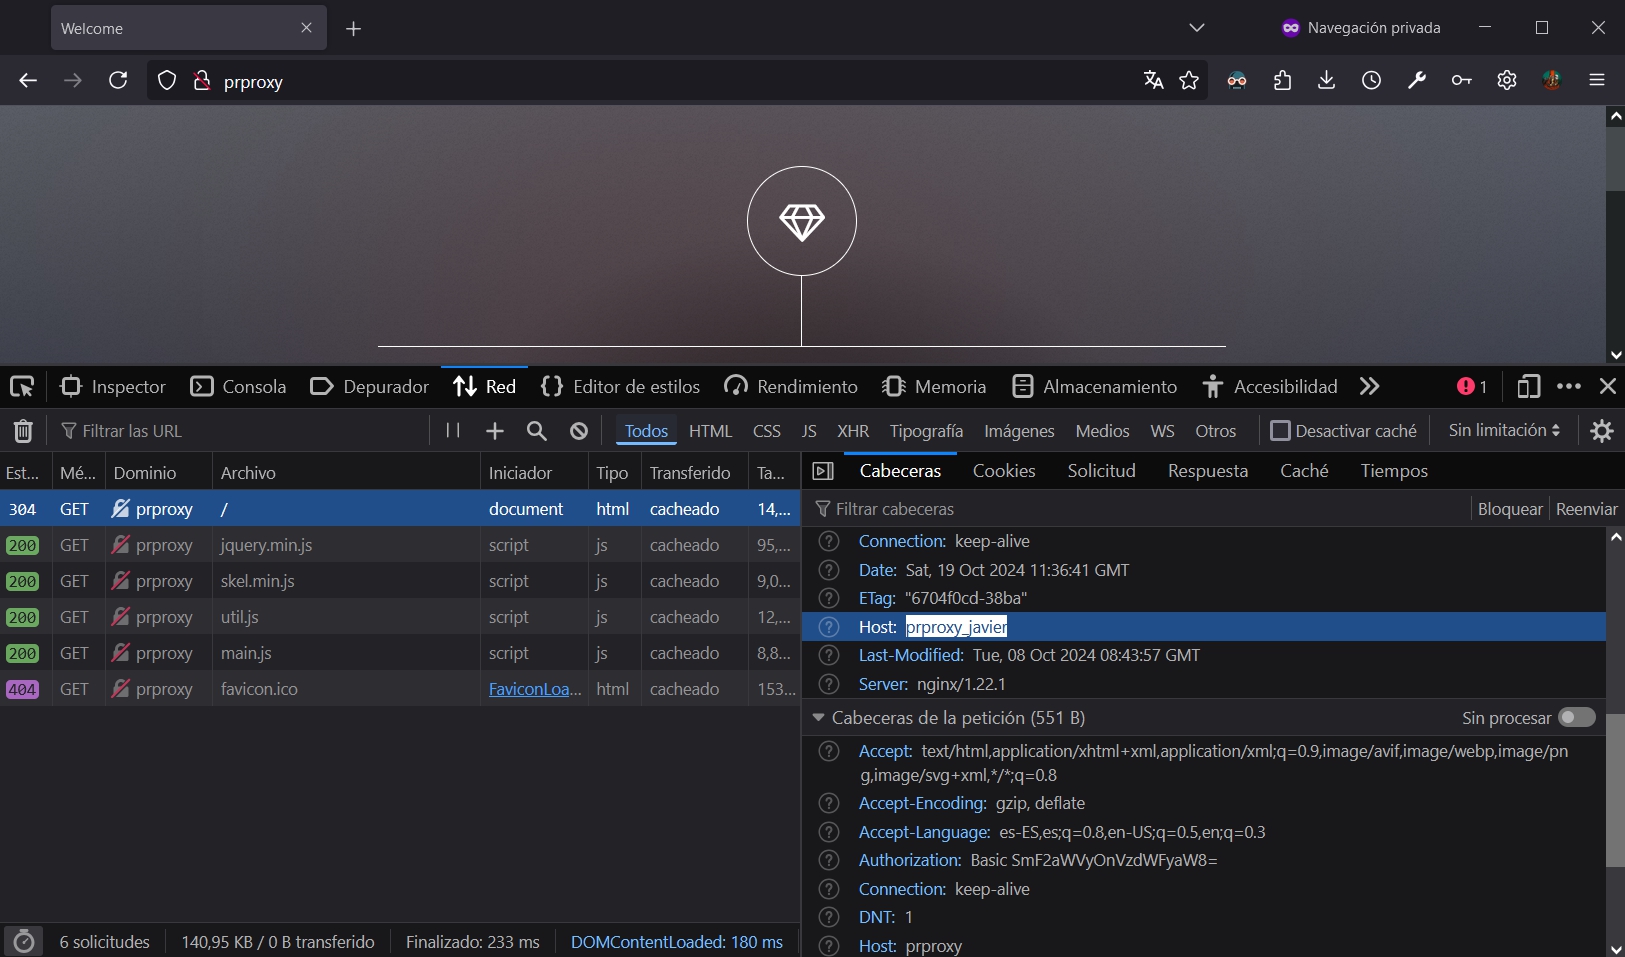 Welcome
Navegación privada
prproxy
Inspector Consola Depurador Red Editor de estilos Rendimiento Memoria Almacenamiento Accesibilidad 1
Filtrar las URL Todos HTML CSS JS XHR Tipografía Imágenes Medios WS Otros Desactivar caché Sin limitación
Est... Mé... Dominio Archivo Iniciador Tipo Transferido Ta...
304 GET prproxy / document html cacheado 14,...
200 GET prproxy jquery.min.js script js cacheado 95,...
200 GET prproxy skel.min.js script js cacheado 9,0...
200 GET prproxy util.js script js cacheado 12,...
200 GET prproxy main.js script js cacheado 8,8...
404 GET prproxy favicon.ico FaviconLoa... html cacheado 153...
6 solicitudes 140,95 KB / 0 B transferido Finalizado: 233 ms DOMContentLoaded: 180 ms
Cabeceras Cookies Solicitud Respuesta Caché Tiempos
Filtrar cabeceras Bloquear Reenviar
Connection: keep-alive
Date: Sat, 19 Oct 2024 11:36:41 GMT
ETag: "6704f0cd-38ba"
Host: prproxy_javier
Last-Modified: Tue, 08 Oct 2024 08:43:57 GMT
Server: nginx/1.22.1
Cabeceras de la petición (551 B) Sin procesar
Accept: text/html,application/xhtml+xml,application/xml;q=0.9,image/avif,image/webp,image/pn
g,image/svg+xml,*/*;q=0.8
Accept-Encoding: gzip, deflate
Accept-Language: es-ES,es;q=0.8,en-US;q=0.5,en;q=0.3
Authorization: Basic SmF2aWVyOnVzdWFyaW8=
Connection: keep-alive
DNT: 1
Host: prproxy